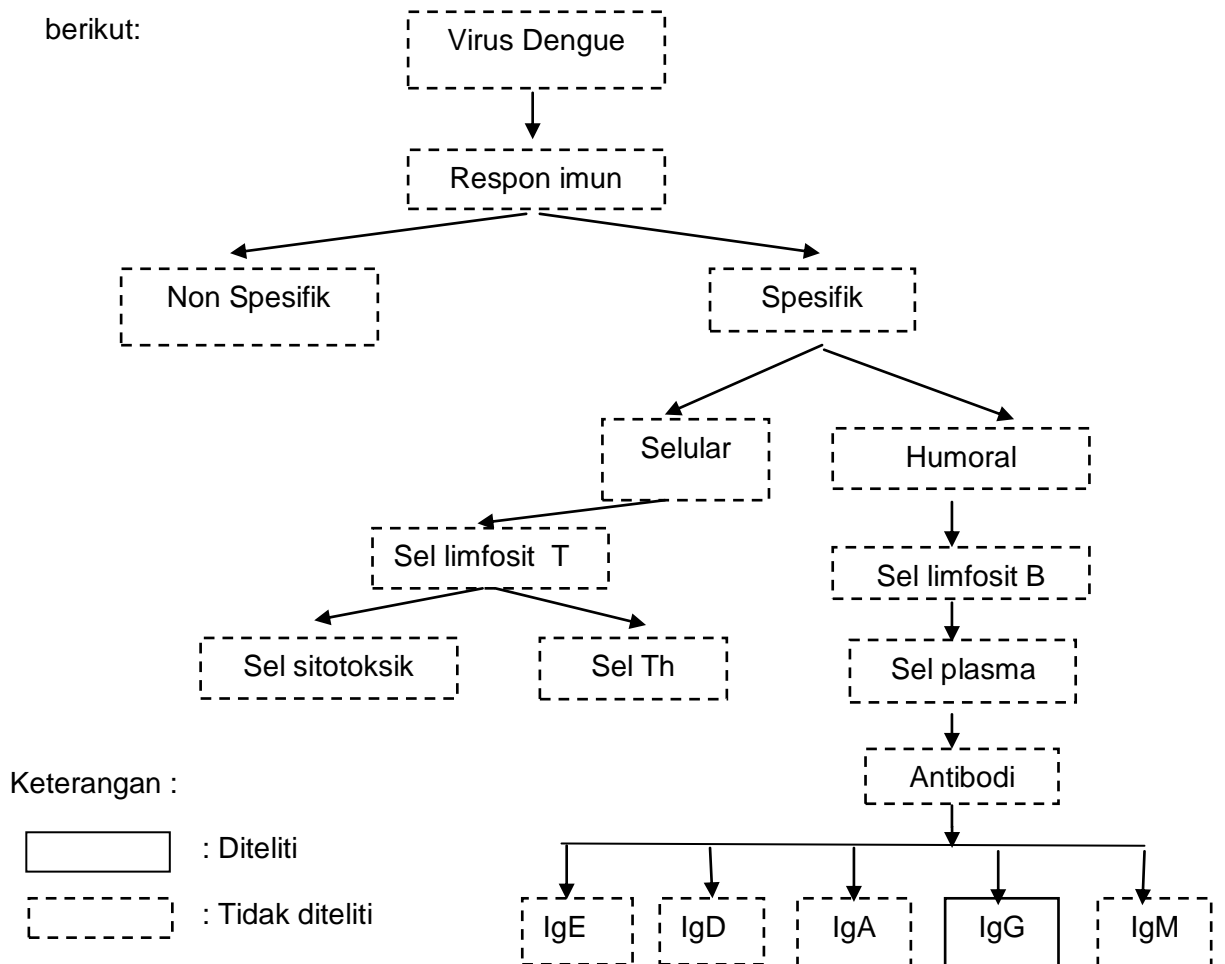 berikut:
Virus Dengue
Respon imun
Non Spesifik
Spesifik
Selular
Humoral
Sel limfosit T
Sel limfosit B
Sel sitotoksik
Sel Th
Sel plasma
Antibodi
Keterangan :
: Diteliti
: Tidak diteliti
IgE
IgD
IgA
IgG
IgM